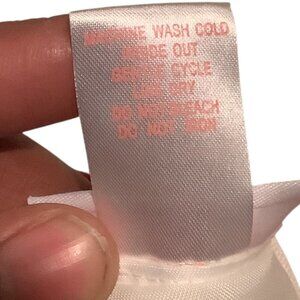 MACHINE WASH COLD
INSIDE OUT
GENTLE CYCLE
LINE DRY
DO NOT BLEACH
DO NOT IRON